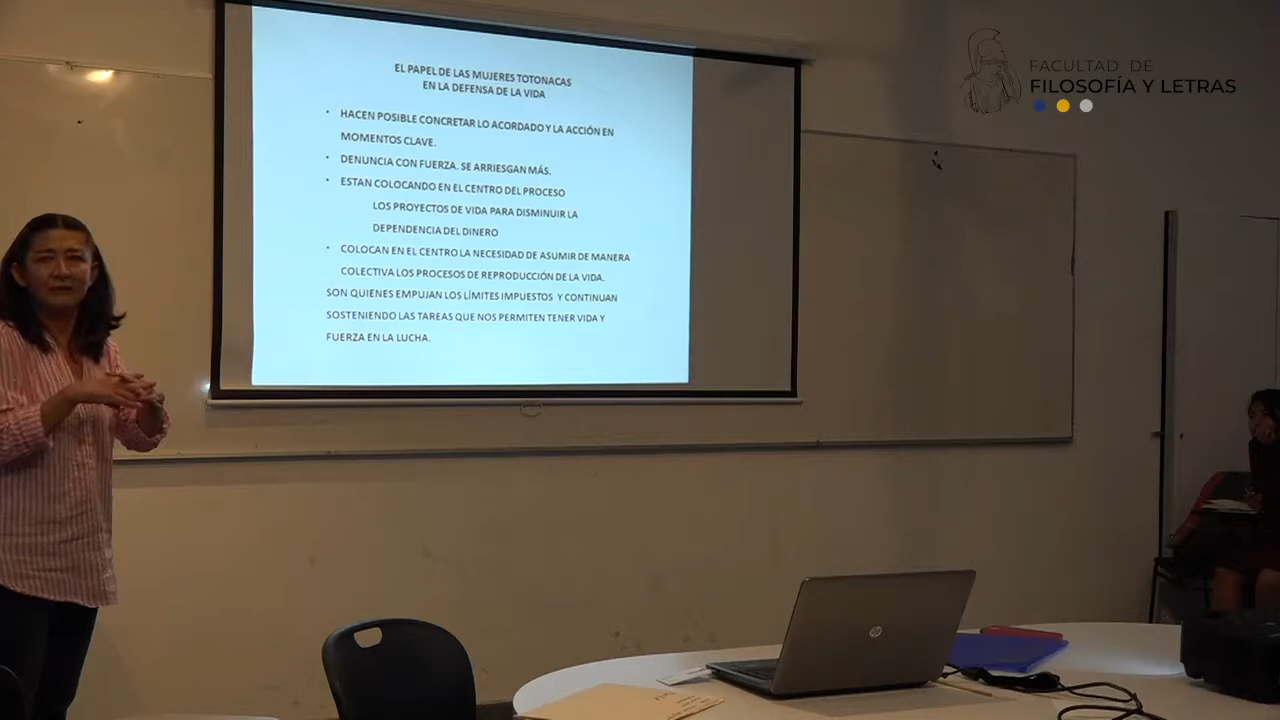 EL PAPEL DE LAS MUJERES TOTONACAS
EN LA DEFENSA DE LA VIDA
• HACEN POSIBLE CONCRETAR LO ACORDADO Y LA ACCIÓN EN
MOMENTOS CLAVE.
• DENUNCIA CON FUERZA. SE ARRIESGAN MÁS.
• ESTAN COLOCANDO EN EL CENTRO DEL PROCESO
LOS PROYECTOS DE VIDA PARA DISMINUIR LA
DEPENDENCIA DEL DINERO
• COLOCAN EN EL CENTRO LA NECESIDAD DE ASUMIR DE MANERA
COLECTIVA LOS PROCESOS DE REPRODUCCIÓN DE LA VIDA.
SON QUIENES EMPUJAN LOS LÍMITES IMPUESTOS Y CONTINUAN
SOSTENIENDO LAS TAREAS QUE NOS PERMITEN TENER VIDA Y
FUERZA EN LA LUCHA.
FACULTAD DE
FILOSOFÍA Y LETRAS
hp